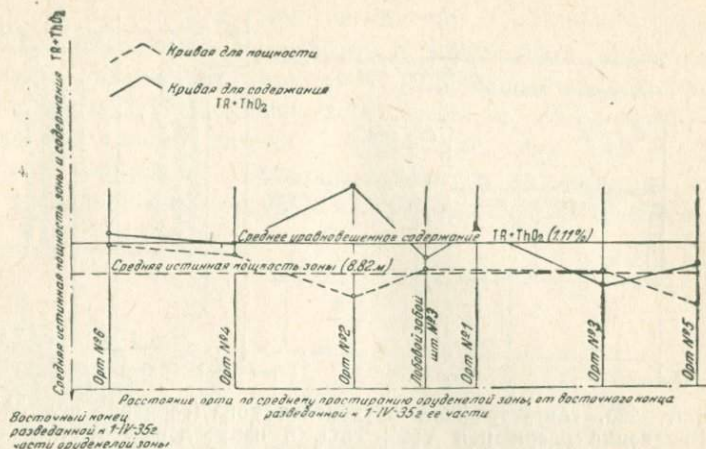 Средняя истинная мощность зоны и содержание TR+ThO₂
Кривая для мощности
Кривая для содержания
TR+ThO₂
Среднее уравновешенное содержание TR+ThO₂ (1.11%)
Средняя истинная мощность зоны (8,82м)
Орт №6
Орт №4
Орт №2
Лобовой забой
шт. №3
Орт №1
Орт №3
Орт №5
Расстояние орта по среднему простиранию оруденелой зоны, от восточного конца
разведанной к 1-IV-35г ее части
Восточный конец
разведанной к 1-IV-35г
части оруденелой зоны